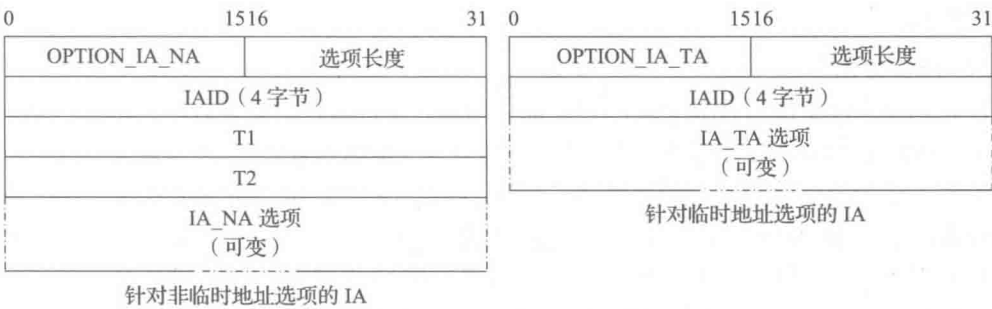 0 1516 31
OPTION_IA_NA 选项长度
IAID（4 字节）
T1
T2
IA_NA 选项
（可变）
针对非临时地址选项的 IA
0 1516 31
OPTION_IA_TA 选项长度
IAID（4 字节）
IA_TA 选项
（可变）
针对临时地址选项的 IA